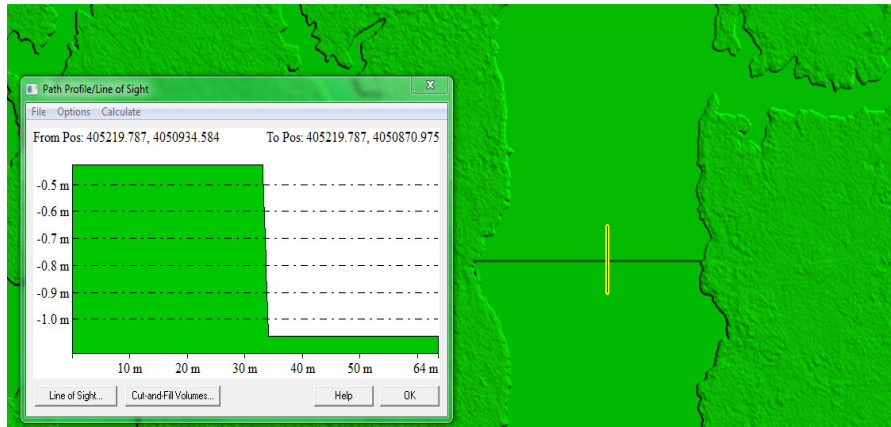 Path Profile/Line of Sight
File Options Calculate
From Pos: 405219.787, 4050934.584 To Pos: 405219.787, 4050870.975
-0.5 m
-0.6 m
-0.7 m
-0.8 m
-0.9 m
-1.0 m
10 m 20 m 30 m 40 m 50 m 64 m
Line of Sight... Cut-and-Fill Volumes... Help OK